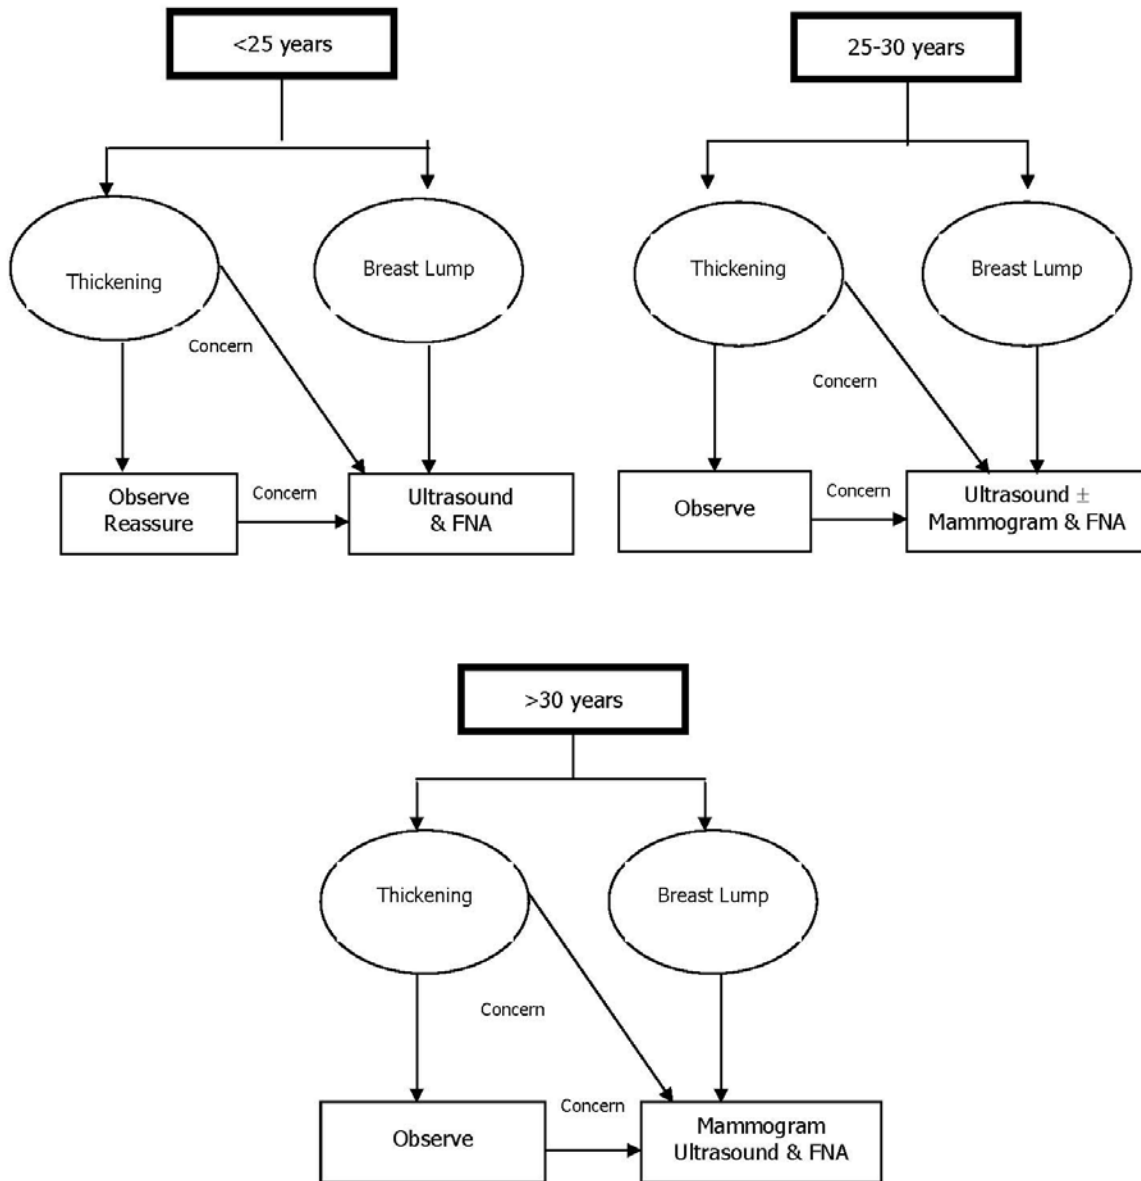 <25 years
25-30 years
Thickening
Breast Lump
Thickening
Breast Lump
Concern
Concern
Observe
Reassure
Concern
Ultrasound
& FNA
Observe
Concern
Ultrasound ±
Mammogram & FNA
>30 years
Thickening
Breast Lump
Concern
Observe
Concern
Mammogram
Ultrasound & FNA